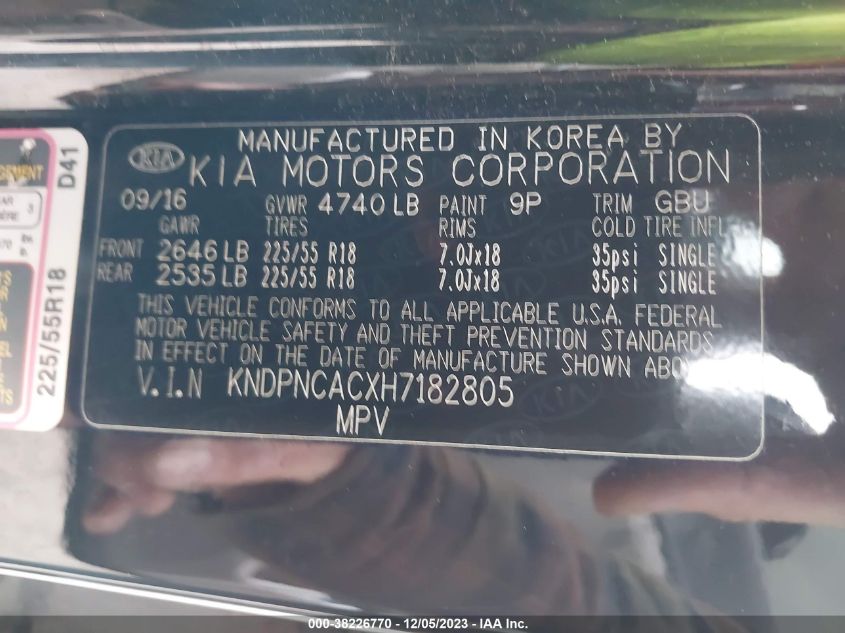 MANUFACTURED IN KOREA BY
KIA KIA MOTORS CORPORATION
09/16 GVWR 4740 LB PAINT 9P TRIM GBU
GAWR TIRES RIMS COLD TIRE INFL
FRONT 2646 LB 225/55 R18 7.0Jx18 35psi SINGLE
REAR 2535 LB 225/55 R18 7.0Jx18 35psi SINGLE
THIS VEHICLE CONFORMS TO ALL APPLICABLE U.S.A. FEDERAL
MOTOR VEHICLE SAFETY AND THEFT PREVENTION STANDARDS
IN EFFECT ON THE DATE OF MANUFACTURE SHOWN
V.I.N KNDPNCACXH7182805
MPV
D41
225/55R18
000-38226770 - 12/05/2023 - IAA Inc.